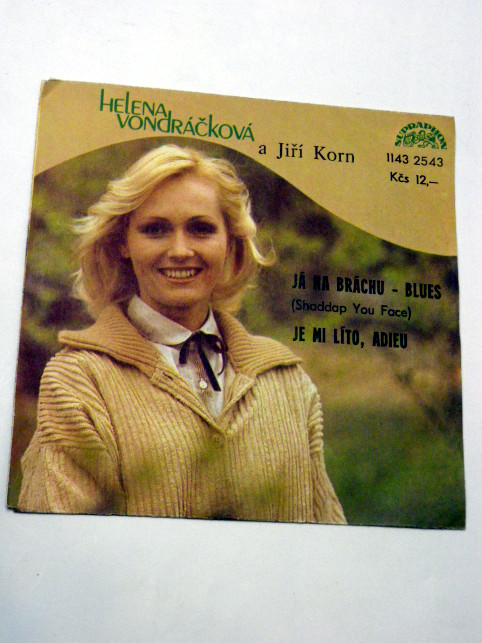 HELENA
VONDRÁČKOVÁ
a Jiří Korn
SUPRAPHON
1143 2543
Kčs 12,—
JÁ NA BRÁCHU - BLUES
(Shaddap You Face)
JE MI LÍTO, ADIEU